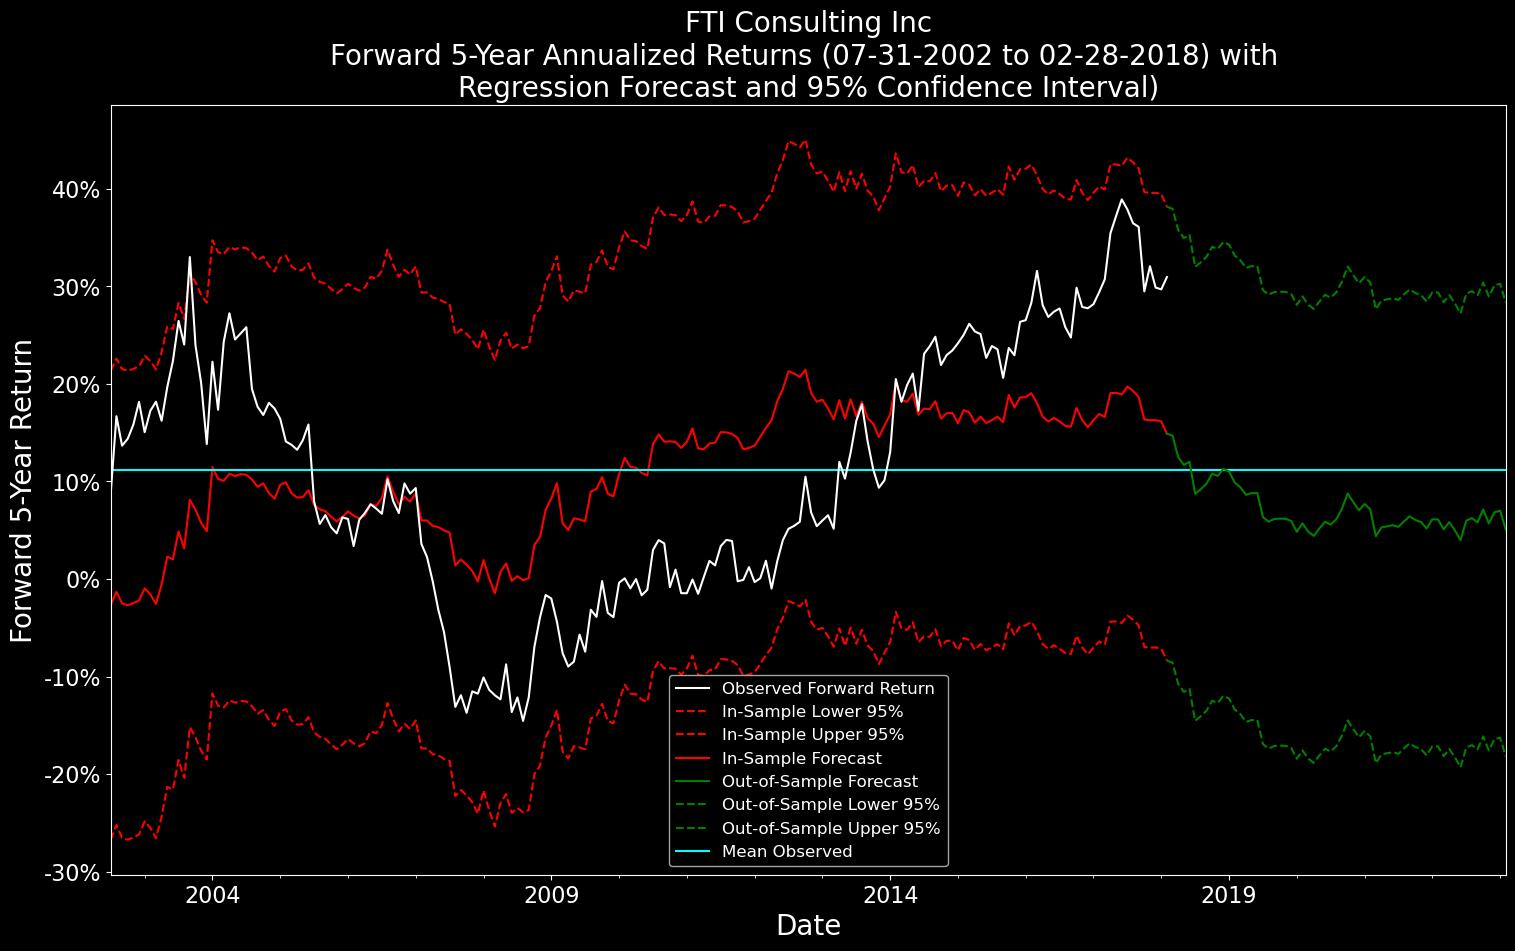 FTI Consulting Inc
Forward 5-Year Annualized Returns (07-31-2002 to 02-28-2018) with
Regression Forecast and 95% Confidence Interval)
Forward 5-Year Return
40%
30%
20%
10%
0%
-10%
-20%
-30%
Observed Forward Return
In-Sample Lower 95%
In-Sample Upper 95%
In-Sample Forecast
Out-of-Sample Forecast
Out-of-Sample Lower 95%
Out-of-Sample Upper 95%
Mean Observed
2004
2009
2014
2019
Date